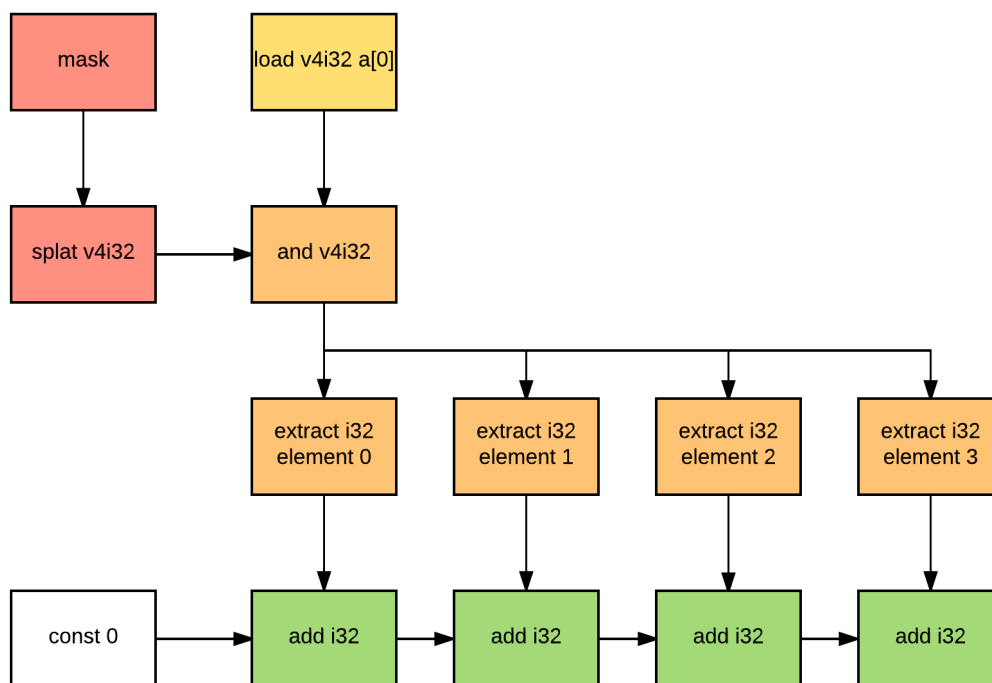 mask
load v4i32 a[0]
splat v4i32
and v4i32
extract i32
element 0
extract i32
element 1
extract i32
element 2
extract i32
element 3
const 0
add i32
add i32
add i32
add i32